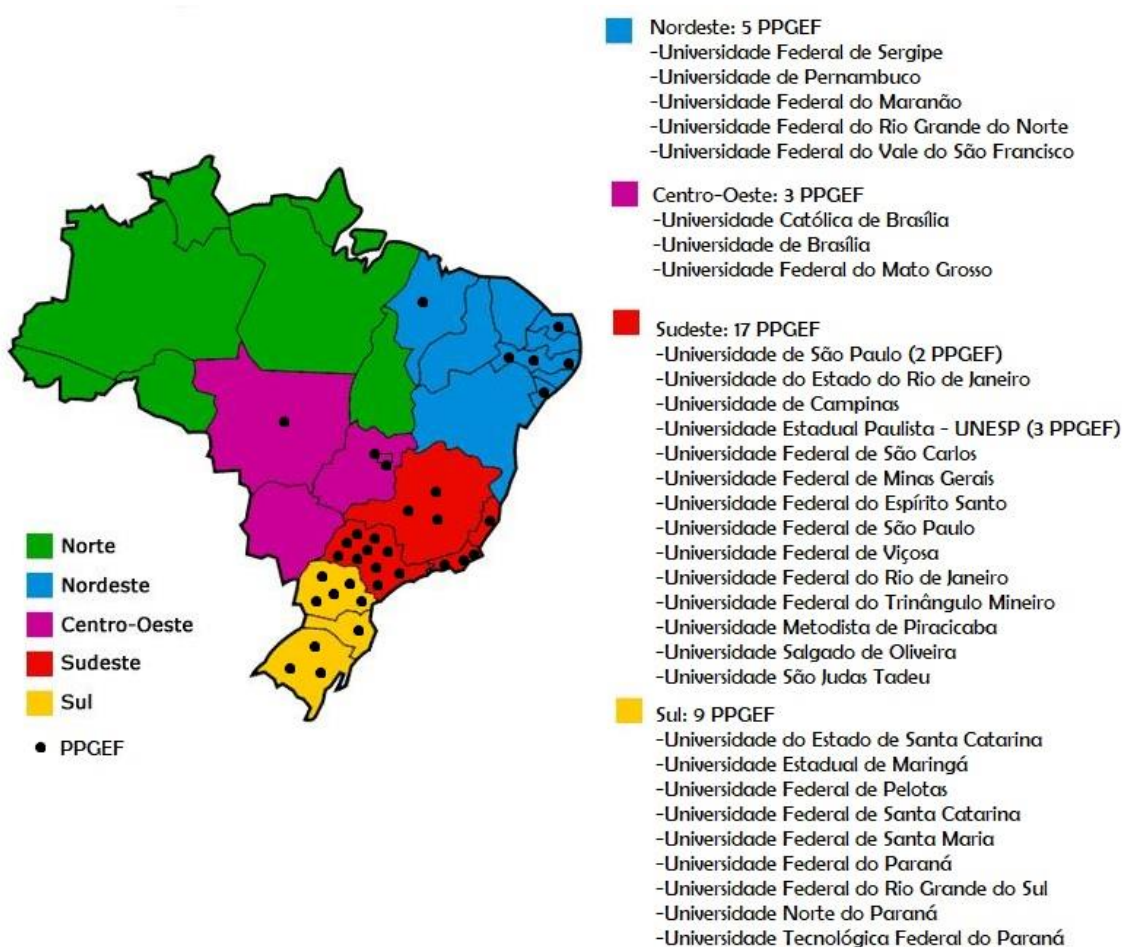 Nordeste: 5 PPGEF
-Universidade Federal de Sergipe
-Universidade de Pernambuco
-Universidade Federal do Maranão
-Universidade Federal do Rio Grande do Norte
-Universidade Federal do Vale do São Francisco
Centro-Oeste: 3 PPGEF
-Universidade Católica de Brasília
-Universidade de Brasília
-Universidade Federal do Mato Grosso
Sudeste: 17 PPGEF
-Universidade de São Paulo (2 PPGEF)
-Universidade do Estado do Rio de Janeiro
-Universidade de Campinas
-Universidade Estadual Paulista - UNESP (3 PPGEF)
-Universidade Federal de São Carlos
-Universidade Federal de Minas Gerais
-Universidade Federal do Espírito Santo
-Universidade Federal de São Paulo
-Universidade Federal de Viçosa
-Universidade Federal do Rio de Janeiro
-Universidade Federal do Trinângulo Mineiro
-Universidade Metodista de Piracicaba
-Universidade Salgado de Oliveira
-Universidade São Judas Tadeu
Sul: 9 PPGEF
-Universidade do Estado de Santa Catarina
-Universidade Estadual de Maringá
-Universidade Federal de Pelotas
-Universidade Federal de Santa Catarina
-Universidade Federal de Santa Maria
-Universidade Federal do Paraná
-Universidade Federal do Rio Grande do Sul
-Universidade Norte do Paraná
-Universidade Tecnológica Federal do Paraná
Norte
Nordeste
Centro-Oeste
Sudeste
Sul
PPGEF